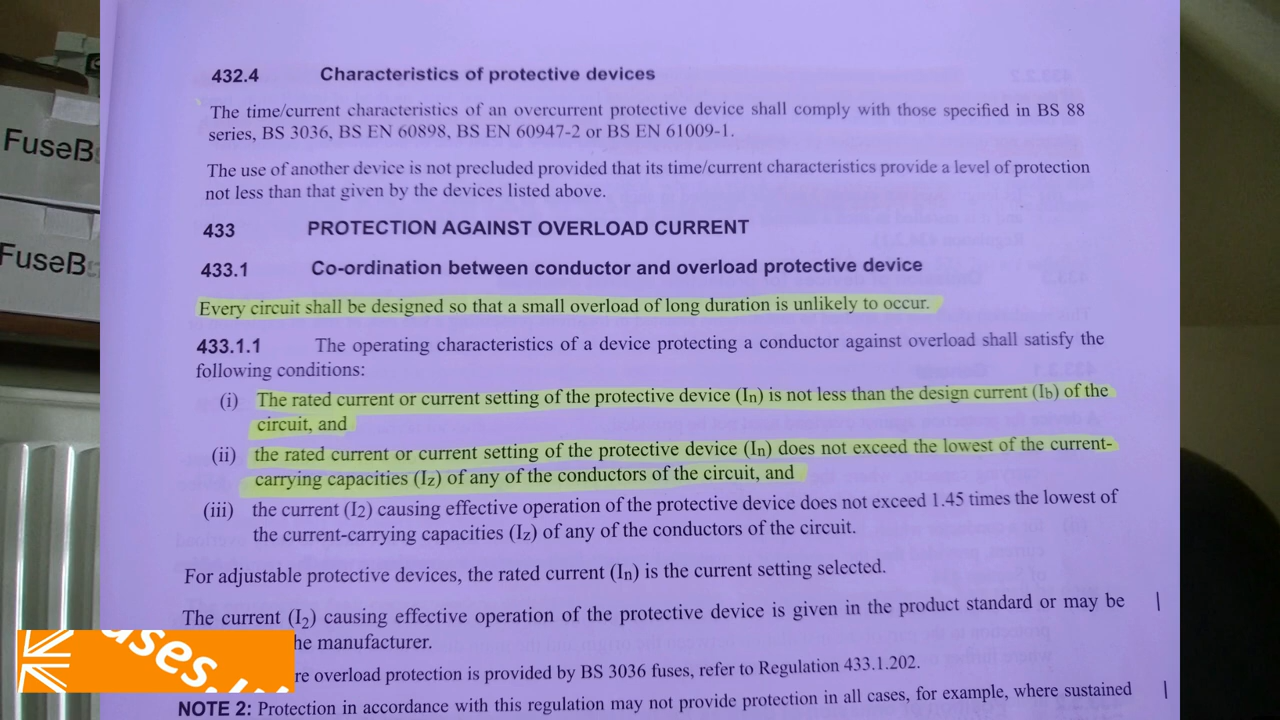 432.4 Characteristics of protective devices
The time/current characteristics of an overcurrent protective device shall comply with those specified in BS 88
series, BS 3036, BS EN 60898, BS EN 60947-2 or BS EN 61009-1.
The use of another device is not precluded provided that its time/current characteristics provide a level of protection
not less than that given by the devices listed above.
433 PROTECTION AGAINST OVERLOAD CURRENT
433.1 Co-ordination between conductor and overload protective device
Every circuit shall be designed so that a small overload of long duration is unlikely to occur.
433.1.1 The operating characteristics of a device protecting a conductor against overload shall satisfy the
following conditions:
(i) The rated current or current setting of the protective device (In) is not less than the design current (Ib) of the
circuit, and
(ii) the rated current or current setting of the protective device (In) does not exceed the lowest of the current-
carrying capacities (Iz) of any of the conductors of the circuit, and
(iii) the current (I2) causing effective operation of the protective device does not exceed 1.45 times the lowest of
the current-carrying capacities (Iz) of any of the conductors of the circuit.
For adjustable protective devices, the rated current (In) is the current setting selected.
The current (I2) causing effective operation of the protective device is given in the product standard or may be
he manufacturer.
re overload protection is provided by BS 3036 fuses, refer to Regulation 433.1.202.
NOTE 2: Protection in accordance with this regulation may not provide protection in all cases, for example, where sustained
FuseB
FuseB
uses.